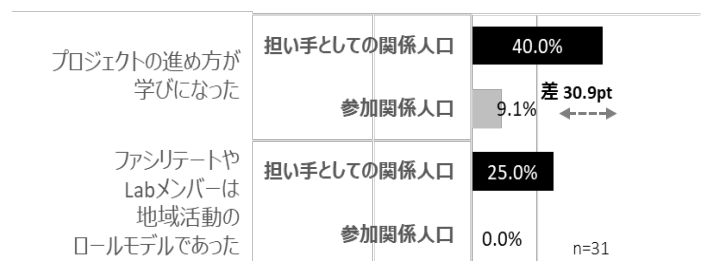 プロジェクトの進め方が
学びになった
担い手としての関係人口
40.0%
参加関係人口
9.1%
差 30.9pt
ファシリテートや
Labメンバーは
地域活動の
ロールモデルであった
担い手としての関係人口
25.0%
参加関係人口
0.0%
n=31